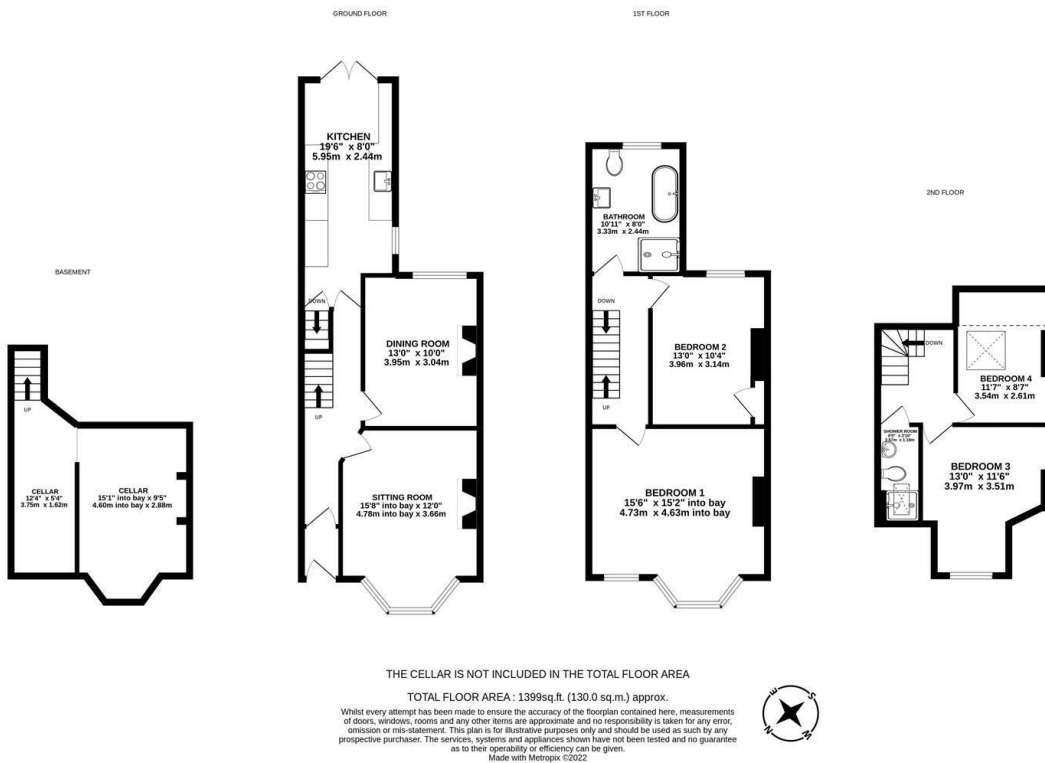 GROUND FLOOR
1ST FLOOR
KITCHEN
19'6" x 8'0"
5.95m x 2.44m
DOWN
DINING ROOM
13'0" x 10'0"
3.95m x 3.04m
UP
SITTING ROOM
15'8" into bay x 12'0"
4.78m into bay x 3.66m
BATHROOM
10'11" x 8'0"
3.33m x 2.44m
DOWN
BEDROOM 2
13'0" x 10'4"
3.96m x 3.14m
UP
BEDROOM 1
15'6" x 15'2" into bay
4.73m x 4.63m into bay
2ND FLOOR
DOWN
BEDROOM 4
11'7" x 8'7"
3.54m x 2.61m
SHOWER ROOM
BEDROOM 3
13'0" x 11'6"
3.97m x 3.51m
BASEMENT
UP
CELLAR
12'4" x 5'4"
3.75m x 1.62m
CELLAR
15'1" into bay x 9'5"
4.60m into bay x 2.88m
THE CELLAR IS NOT INCLUDED IN THE TOTAL FLOOR AREA
TOTAL FLOOR AREA : 1399sq.ft. (130.0 sq.m.) approx.
Whilst every attempt has been made to ensure the accuracy of the floorplan contained here, measurements
of doors, windows, rooms and any other items are approximate and no responsibility is taken for any error,
omission or mis-statement. This plan is for illustrative purposes only and should be used as such by any
prospective purchaser. The services, systems and appliances shown have not been tested and no guarantee
as to their operability or efficiency can be given.
Made with Metropix ©2022
E
S
N
W